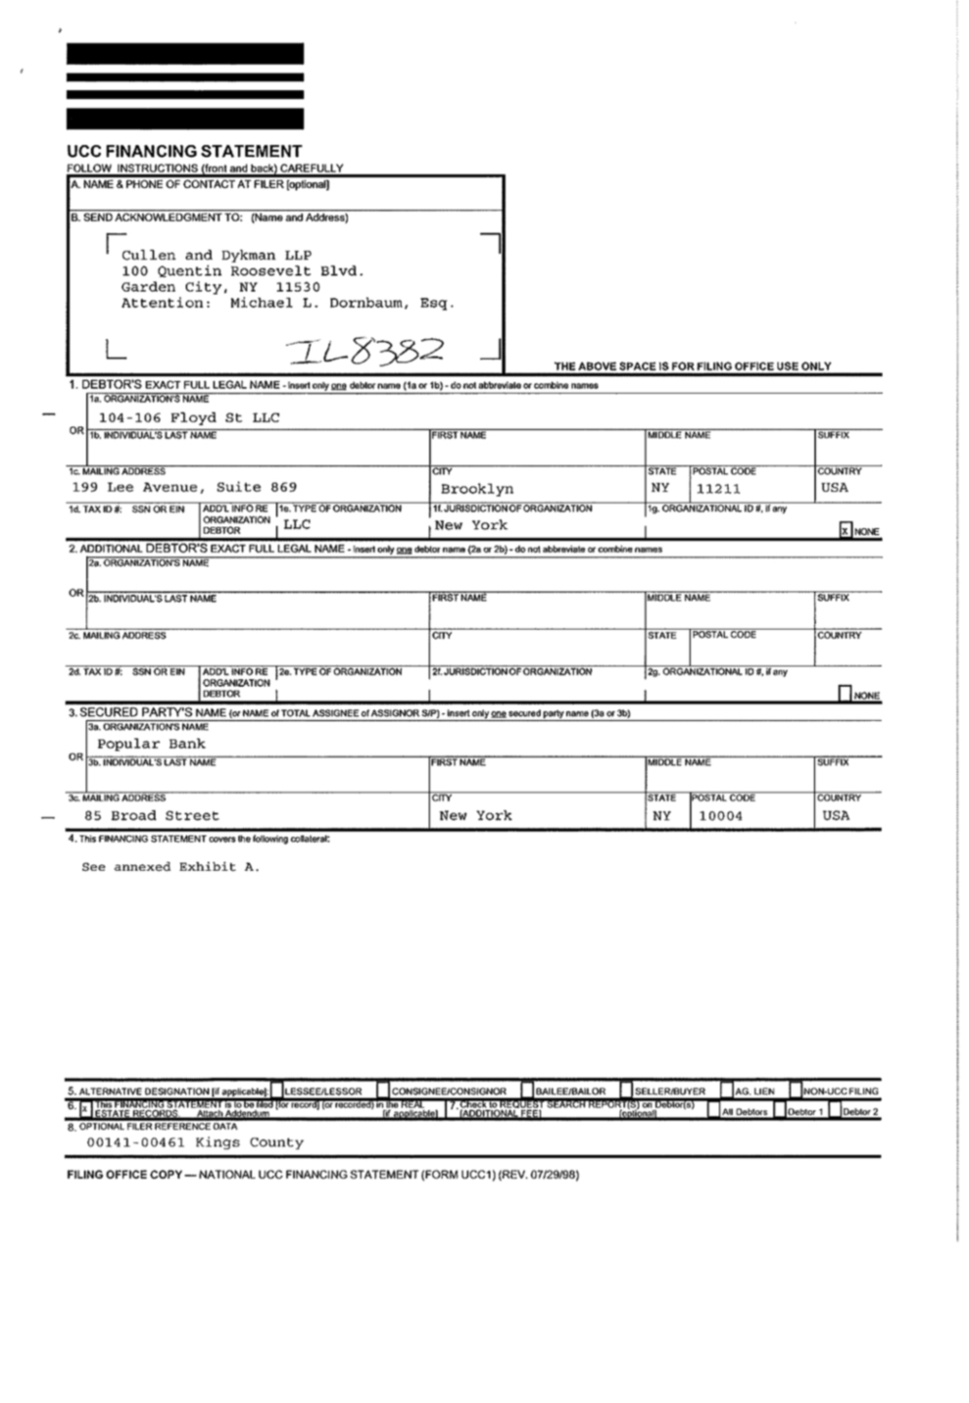 UCC FINANCING STATEMENT
FOLLOW INSTRUCTIONS (front and back) CAREFULLY
A. NAME & PHONE OF CONTACT AT FILER [optional]
B. SEND ACKNOWLEDGMENT TO: (Name and Address)
Cullen and Dykman LLP
100 Quentin Roosevelt Blvd.
Garden City, NY 11530
Attention: Michael L. Dornbaum, Esq.
IL8382
THE ABOVE SPACE IS FOR FILING OFFICE USE ONLY
1. DEBTOR'S EXACT FULL LEGAL NAME - insert only one debtor name (1a or 1b) - do not abbreviate or combine names
1a. ORGANIZATION'S NAME
104-106 Floyd St LLC
OR
1b. INDIVIDUAL'S LAST NAME FIRST NAME MIDDLE NAME SUFFIX
1c. MAILING ADDRESS CITY STATE POSTAL CODE COUNTRY
199 Lee Avenue, Suite 869 Brooklyn NY 11211 USA
1d. TAX ID #: SSN OR EIN ADD'L INFO RE ORGANIZATION DEBTOR 1e. TYPE OF ORGANIZATION 1f. JURISDICTION OF ORGANIZATION 1g. ORGANIZATIONAL ID #, if any
LLC New York X NONE
2. ADDITIONAL DEBTOR'S EXACT FULL LEGAL NAME - insert only one debtor name (2a or 2b) - do not abbreviate or combine names
2a. ORGANIZATION'S NAME
OR
2b. INDIVIDUAL'S LAST NAME FIRST NAME MIDDLE NAME SUFFIX
2c. MAILING ADDRESS CITY STATE POSTAL CODE COUNTRY
2d. TAX ID #: SSN OR EIN ADD'L INFO RE ORGANIZATION DEBTOR 2e. TYPE OF ORGANIZATION 2f. JURISDICTION OF ORGANIZATION 2g. ORGANIZATIONAL ID #, if any
NONE
3. SECURED PARTY'S NAME (or NAME of TOTAL ASSIGNEE of ASSIGNOR S/P) - insert only one secured party name (3a or 3b)
3a. ORGANIZATION'S NAME
Popular Bank
OR
3b. INDIVIDUAL'S LAST NAME FIRST NAME MIDDLE NAME SUFFIX
3c. MAILING ADDRESS CITY STATE POSTAL CODE COUNTRY
85 Broad Street New York NY 10004 USA
4. This FINANCING STATEMENT covers the following collateral:
See annexed Exhibit A.
5. ALTERNATIVE DESIGNATION [if applicable] LESSEE/LESSOR CONSIGNEE/CONSIGNOR BAILEE/BAILOR SELLER/BUYER AG. LIEN NON-UCC FILING
6. X This FINANCING STATEMENT is to be filed [for record] (or recorded) in the REAL 7. Check to REQUEST SEARCH REPORT(S) on Debtor(s)
ESTATE RECORDS. Attach Addendum [if applicable] [ADDITIONAL FEE] [optional] All Debtors Debtor 1 Debtor 2
8. OPTIONAL FILER REFERENCE DATA
00141-00461 Kings County
FILING OFFICE COPY — NATIONAL UCC FINANCING STATEMENT (FORM UCC1) (REV. 07/29/98)